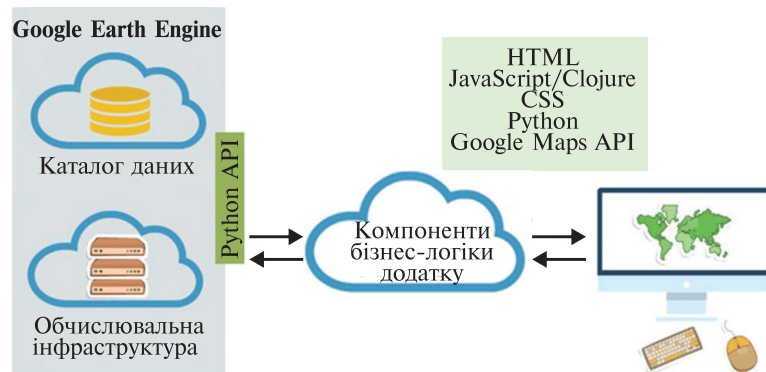 Google Earth Engine
Каталог даних
Обчислювальна
інфраструктура
Python API
Компоненти
бізнес-логіки
додатку
HTML
JavaScript/Clojure
CSS
Python
Google Maps API